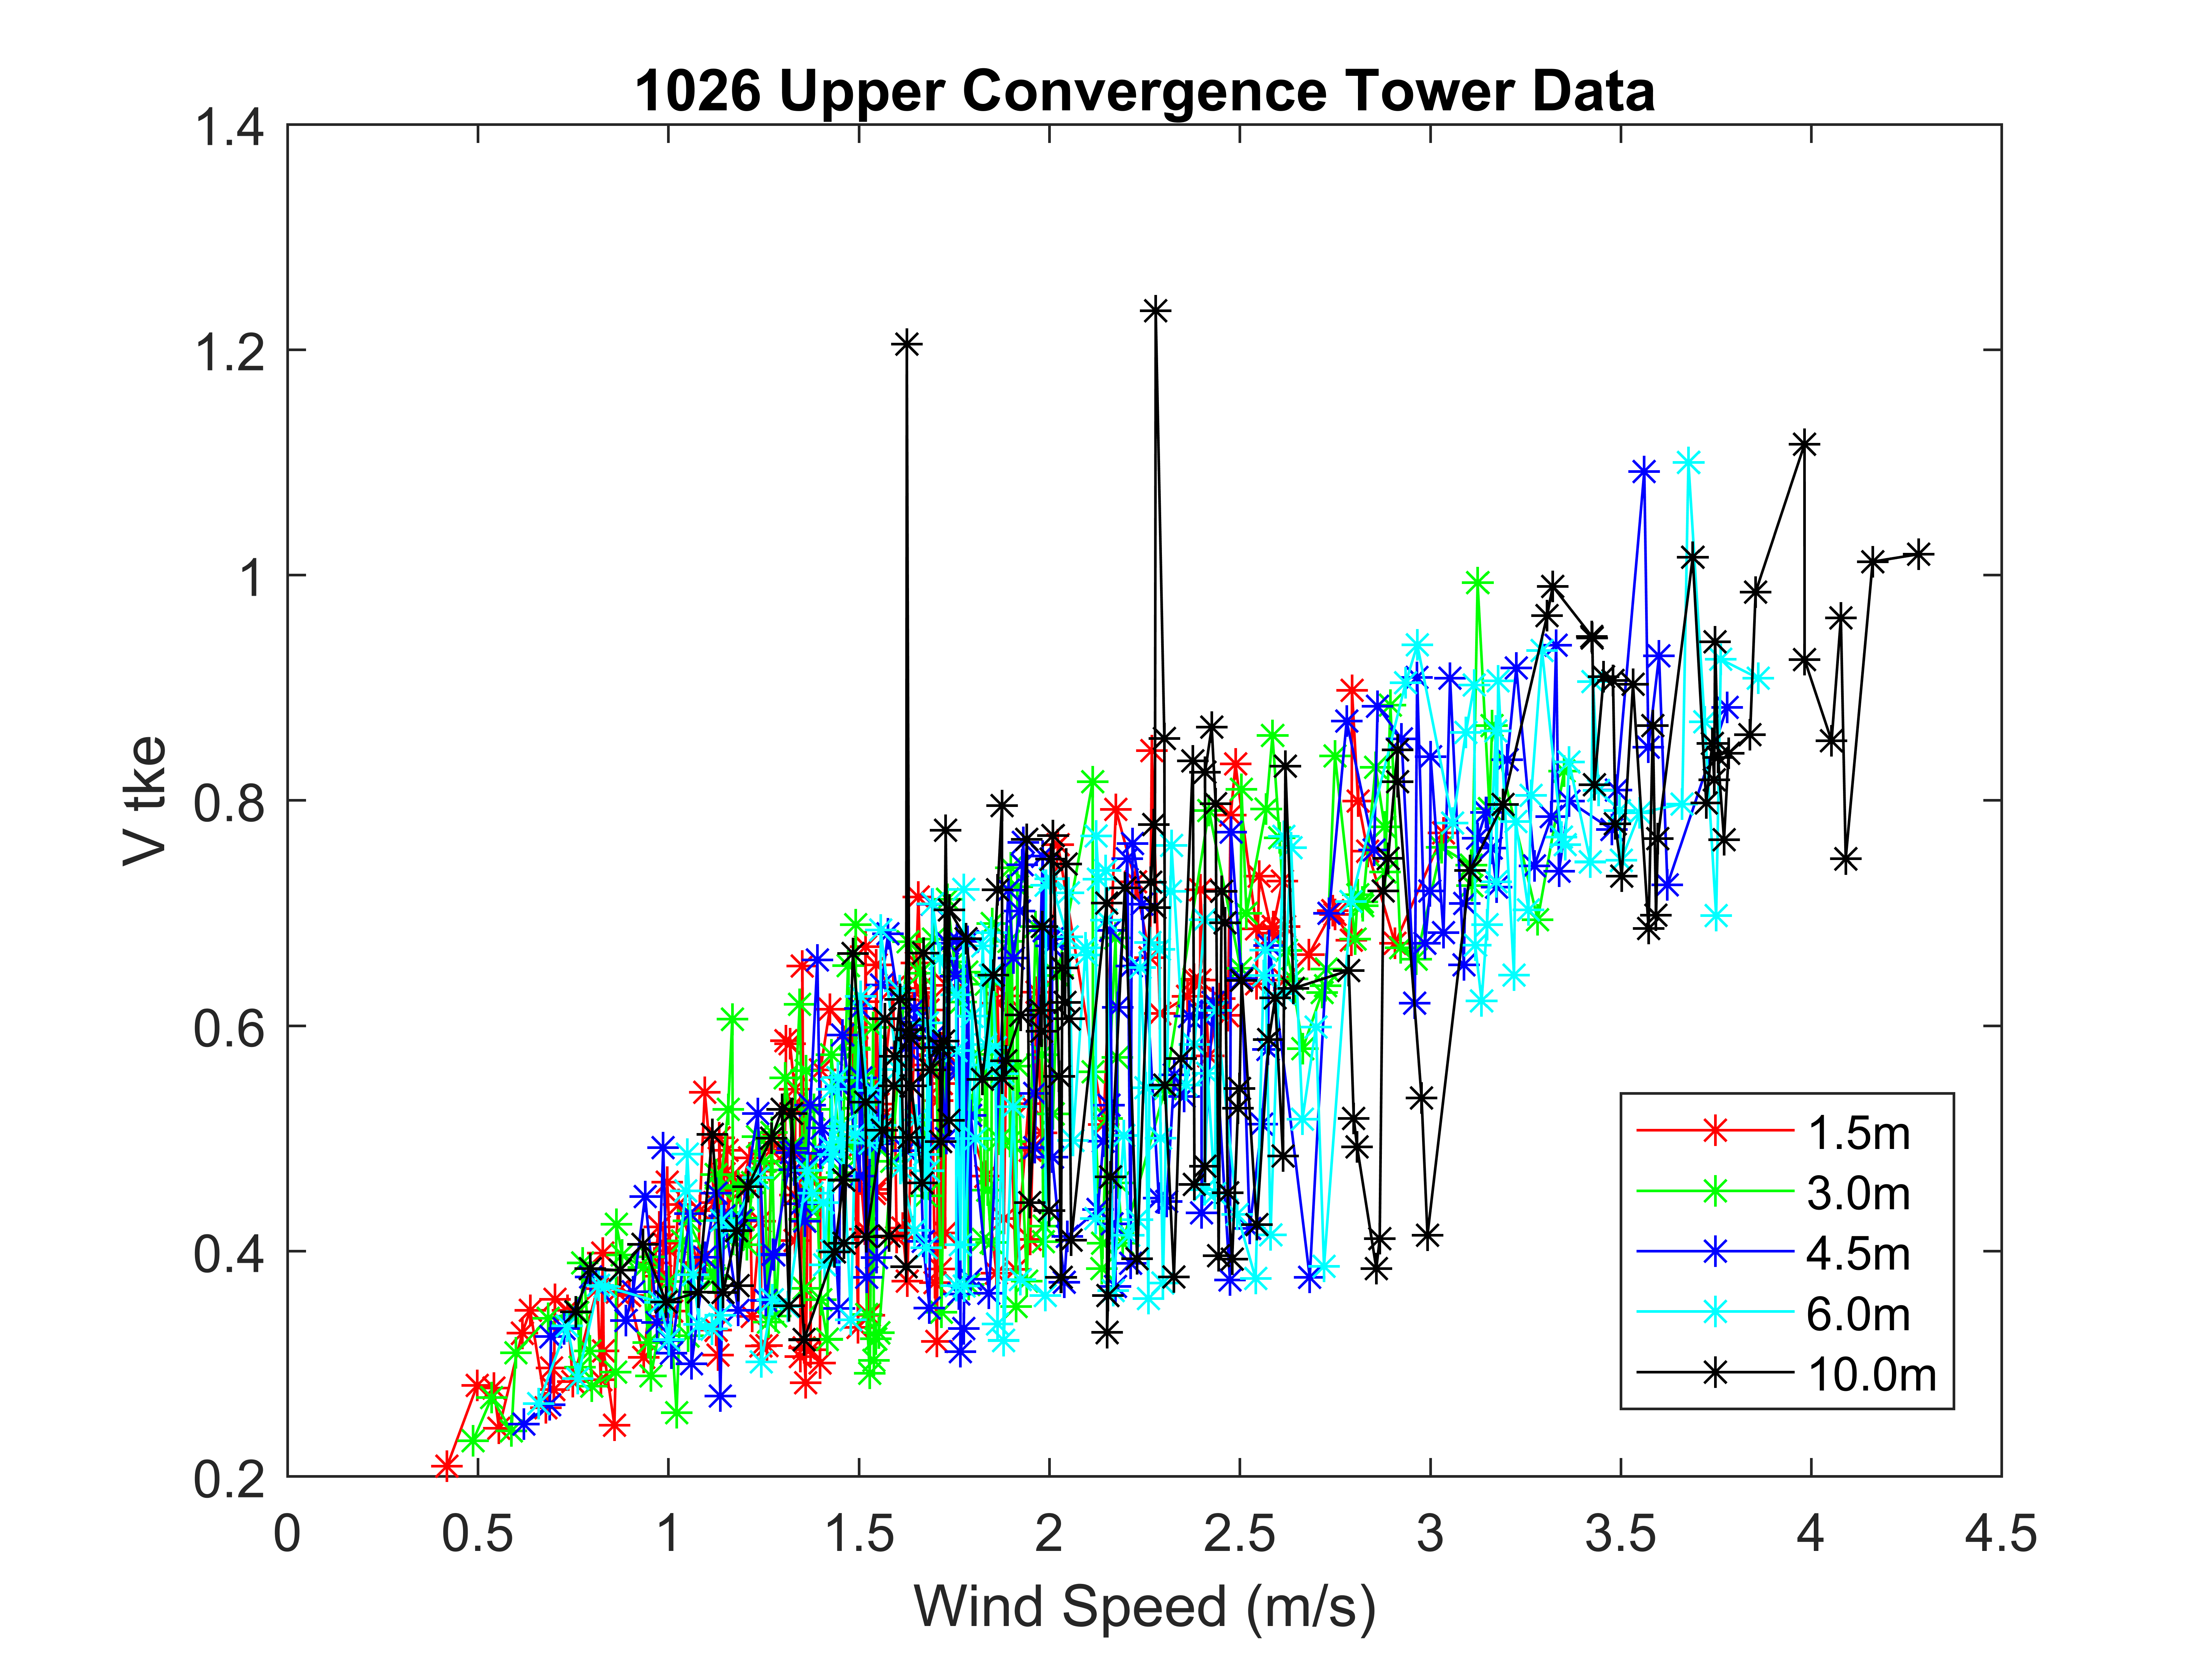 1026 Upper Convergence Tower Data
1.4
1.2
1
0.8
0.6
0.4
0.2
V tke
0 0.5 1 1.5 2 2.5 3 3.5 4 4.5
Wind Speed (m/s)
1.5m
3.0m
4.5m
6.0m
10.0m